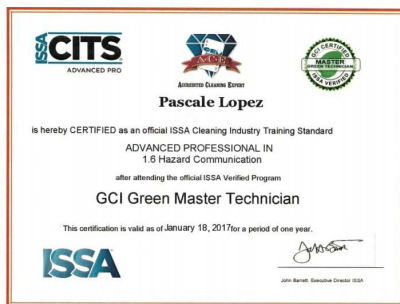 ISSA CITS
ADVANCED PRO
A.C.E
ACCREDITED CLEANING EXPERT
GCI CERTIFIED
MASTER
GREEN TECHNICIAN
ISSA VERIFIED
Pascale Lopez
is hereby CERTIFIED as an official ISSA Cleaning Industry Training Standard
ADVANCED PROFESSIONAL IN
1.6 Hazard Communication
after attending the official ISSA Verified Program
GCI Green Master Technician
This certification is valid as of January 18, 2017for a period of one year.
ISSA
John Barrett, Executive Director ISSA